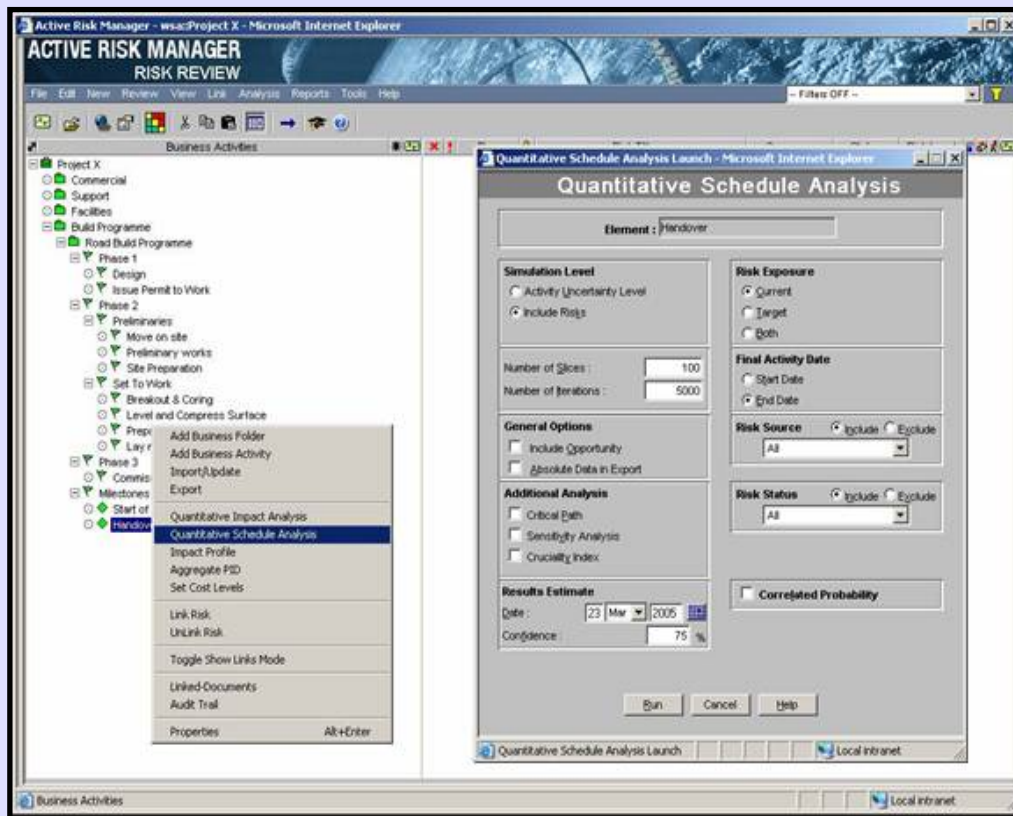 Active Risk Manager - wsa::Project X - Microsoft Internet Explorer
ACTIVE RISK MANAGER
RISK REVIEW
File Edit New Review View Link Analysis Reports Tools Help
-- Filters OFF --
Business Activities
Project X
Commercial
Support
Facilities
Build Programme
Road Build Programme
Phase 1
Design
Issue Permit to Work
Phase 2
Preliminaries
Move on site
Preliminary works
Site Preparation
Set To Work
Breakout & Coring
Level and Compress Surface
Prep
Lay r
Phase 3
Commis
Milestones
Start of
Handove
Add Business Folder
Add Business Activity
Import/Update
Export
Quantitative Impact Analysis
Quantitative Schedule Analysis
Impact Profile
Aggregate PID
Set Cost Levels
Link Risk
UnLink Risk
Toggle Show Links Mode
Linked-Documents
Audit Trail
Properties Alt+Enter
Quantitative Schedule Analysis Launch - Microsoft Internet Explorer
Quantitative Schedule Analysis
Element : Handover
Simulation Level
Activity Uncertainty Level
Include Risks
Number of Slices : 100
Number of Iterations : 5000
General Options
Include Opportunity
Absolute Data in Export
Additional Analysis
Critical Path
Sensitivity Analysis
Cruciality Index
Results Estimate
Date : 23 Mar 2005
Confidence : 75 %
Risk Exposure
Current
Target
Both
Final Activity Date
Start Date
End Date
Risk Source Include Exclude
All
Risk Status Include Exclude
All
Correlated Probability
Run Cancel Help
Quantitative Schedule Analysis Launch Local intranet
Business Activities Local intranet